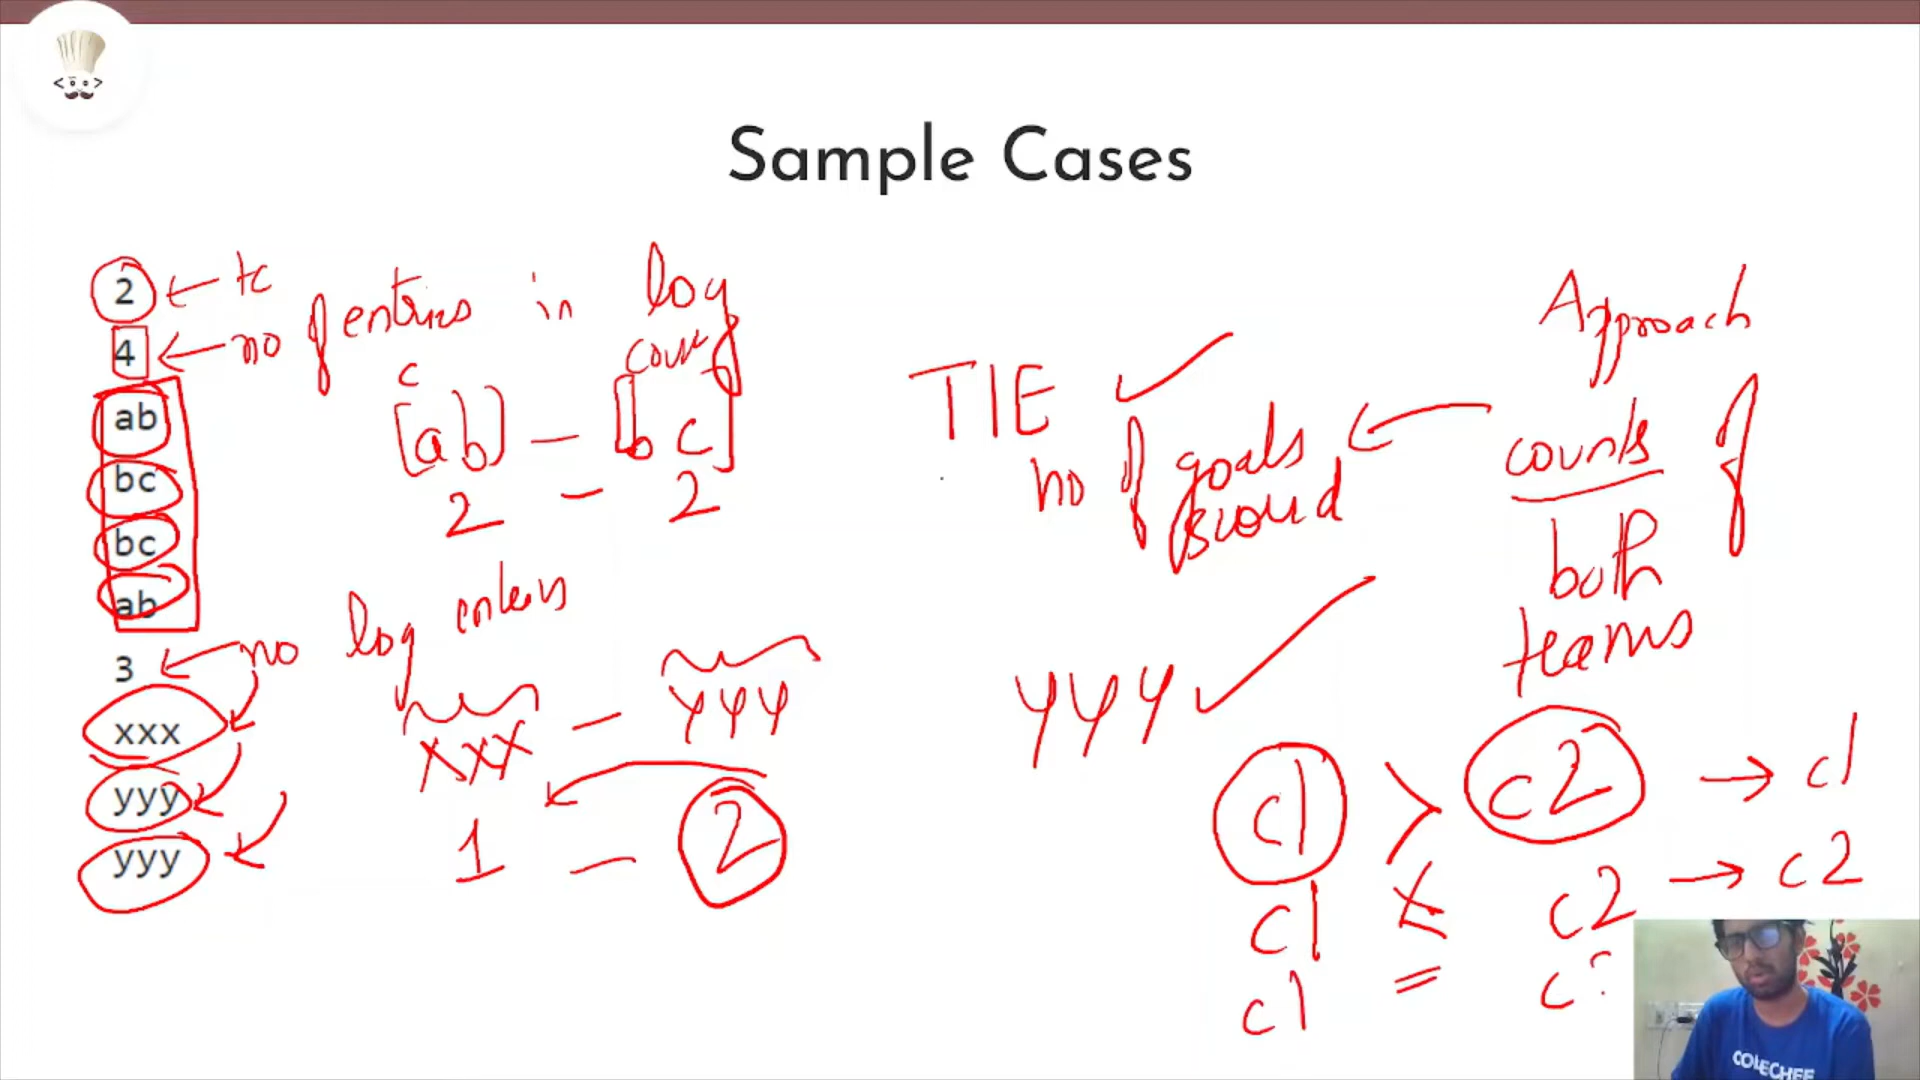 Sample Cases
2 ← tc
4 ← no of entries in log
ab
bc
bc
ab
c
count
[ab] - [bc]
2 - 2
3 ← no log enters
xxx
yyy
yyy
xxx - yyy
1 - 2
TIE ✓
no of goals
scored
yyy ✓
Approach
counts of
both
teams
c1 > c2 → c1
c1 < c2 → c2
c1 = c2
CODECHEF